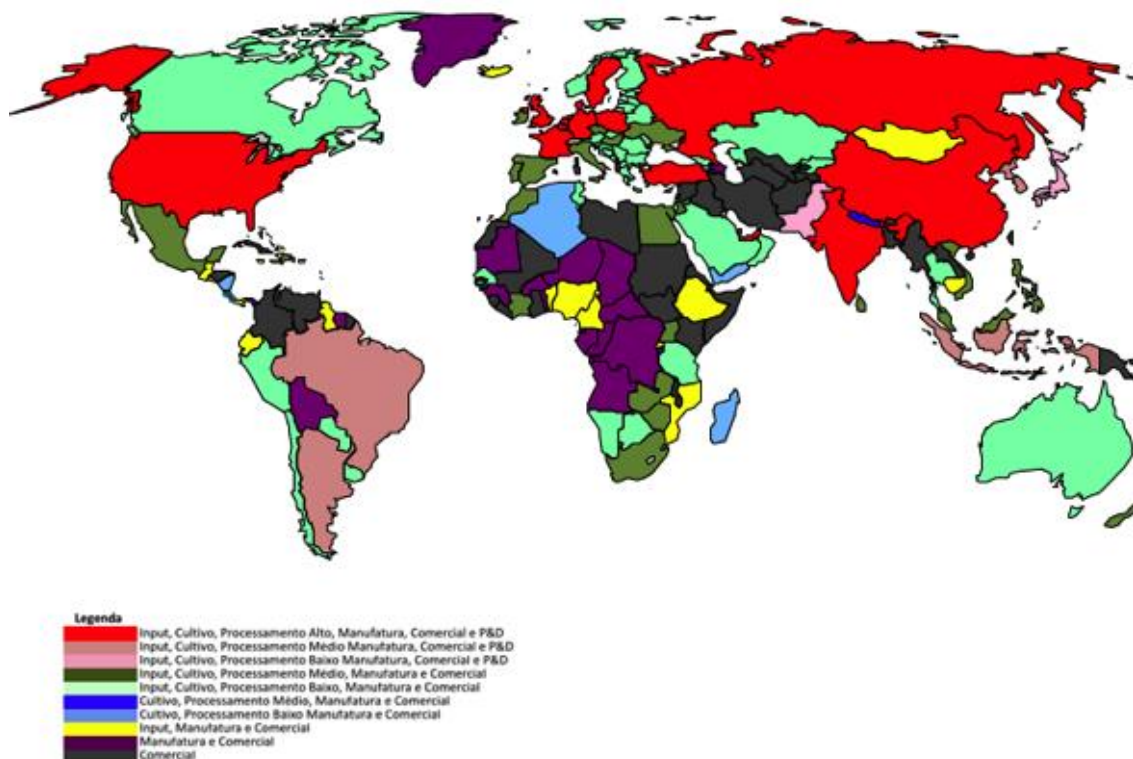 Legenda
Input, Cultivo, Processamento Alto, Manufatura, Comercial e P&D
Input, Cultivo, Processamento Médio Manufatura, Comercial e P&D
Input, Cultivo, Processamento Baixo Manufatura, Comercial e P&D
Input, Cultivo, Processamento Médio, Manufatura e Comercial
Input, Cultivo, Processamento Baixo, Manufatura e Comercial
Cultivo, Processamento Médio, Manufatura e Comercial
Cultivo, Processamento Baixo Manufatura e Comercial
Input, Manufatura e Comercial
Manufatura e Comercial
Comercial